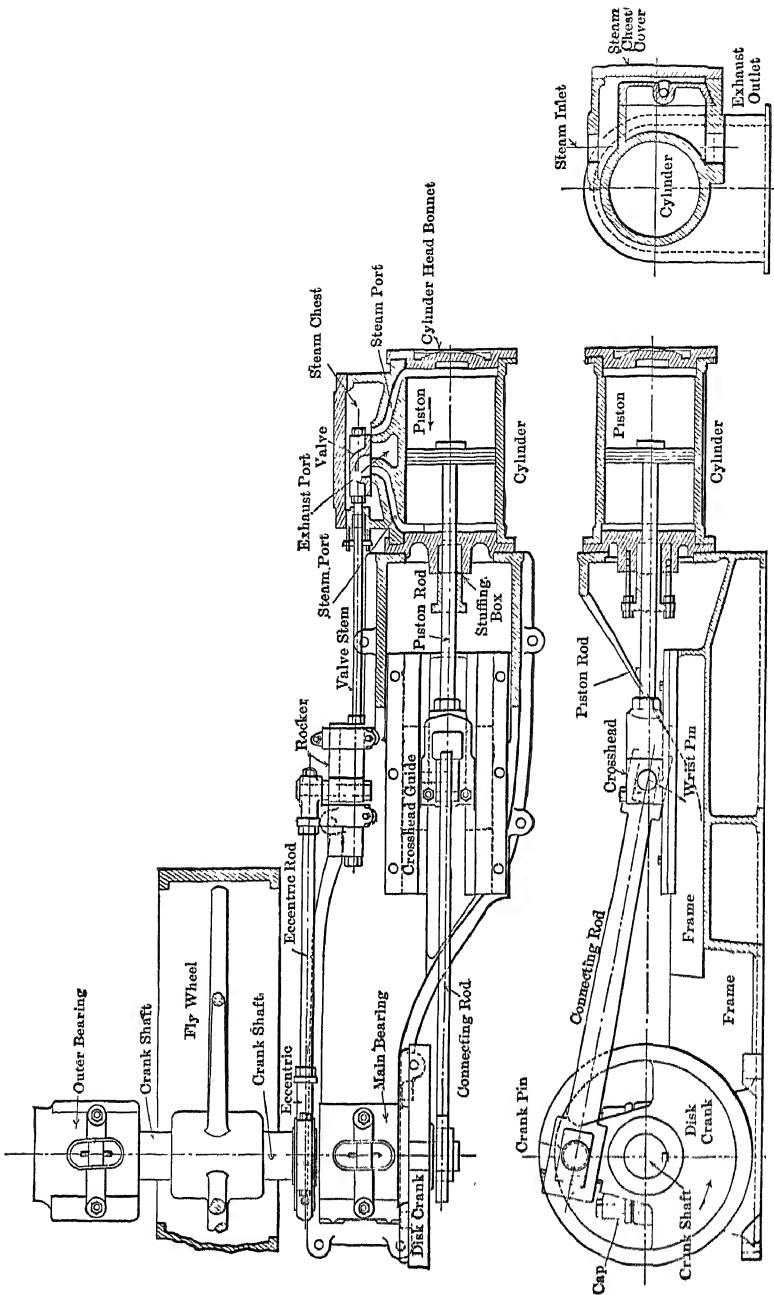 Outer Bearing
Crank Shaft
Fly Wheel
Crank Shaft
Eccentric
Eccentric Rod
Main Bearing
Disk Crank
Connecting Rod
Rocker
Valve Stem
Crosshead Guide
Piston Rod
Stuffing
Box
Steam Port
Exhaust Port
Valve
Steam Chest
Steam Port
Cylinder Head Bonnet
Piston
Cylinder
Steam Inlet
Steam
Chest
Cover
Exhaust
Outlet
Cylinder
Crank Pin
Connecting Rod
Crosshead
Piston Rod
Wrist Pin
Frame
Frame
Disk
Crank
Crank Shaft
Cap
Piston
Cylinder